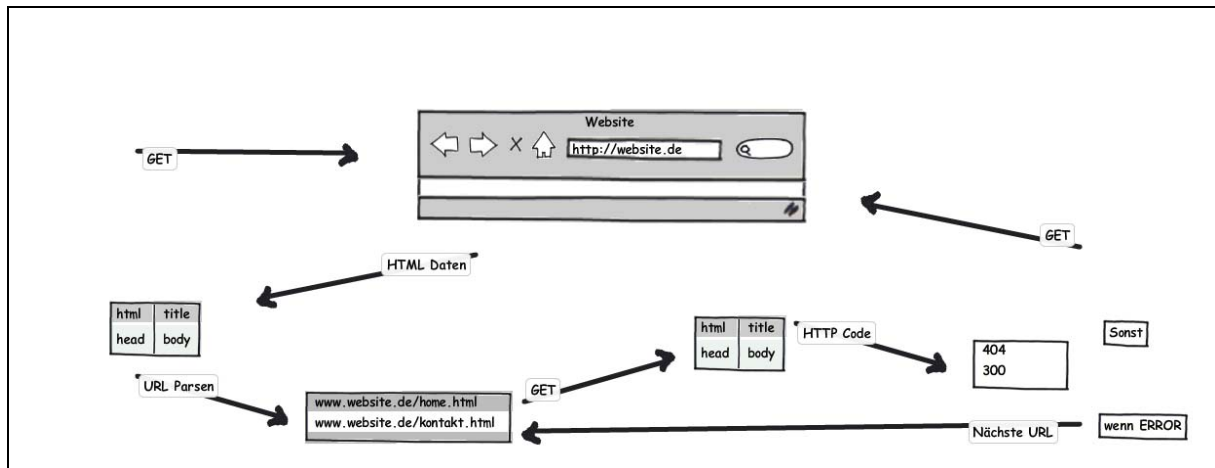 Website
http://website.de
GET
GET
HTML Daten
html title
head body
html title
head body
HTTP Code
Sonst
404
300
URL Parsen
GET
www.website.de/home.html
www.website.de/kontakt.html
Nächste URL
wenn ERROR